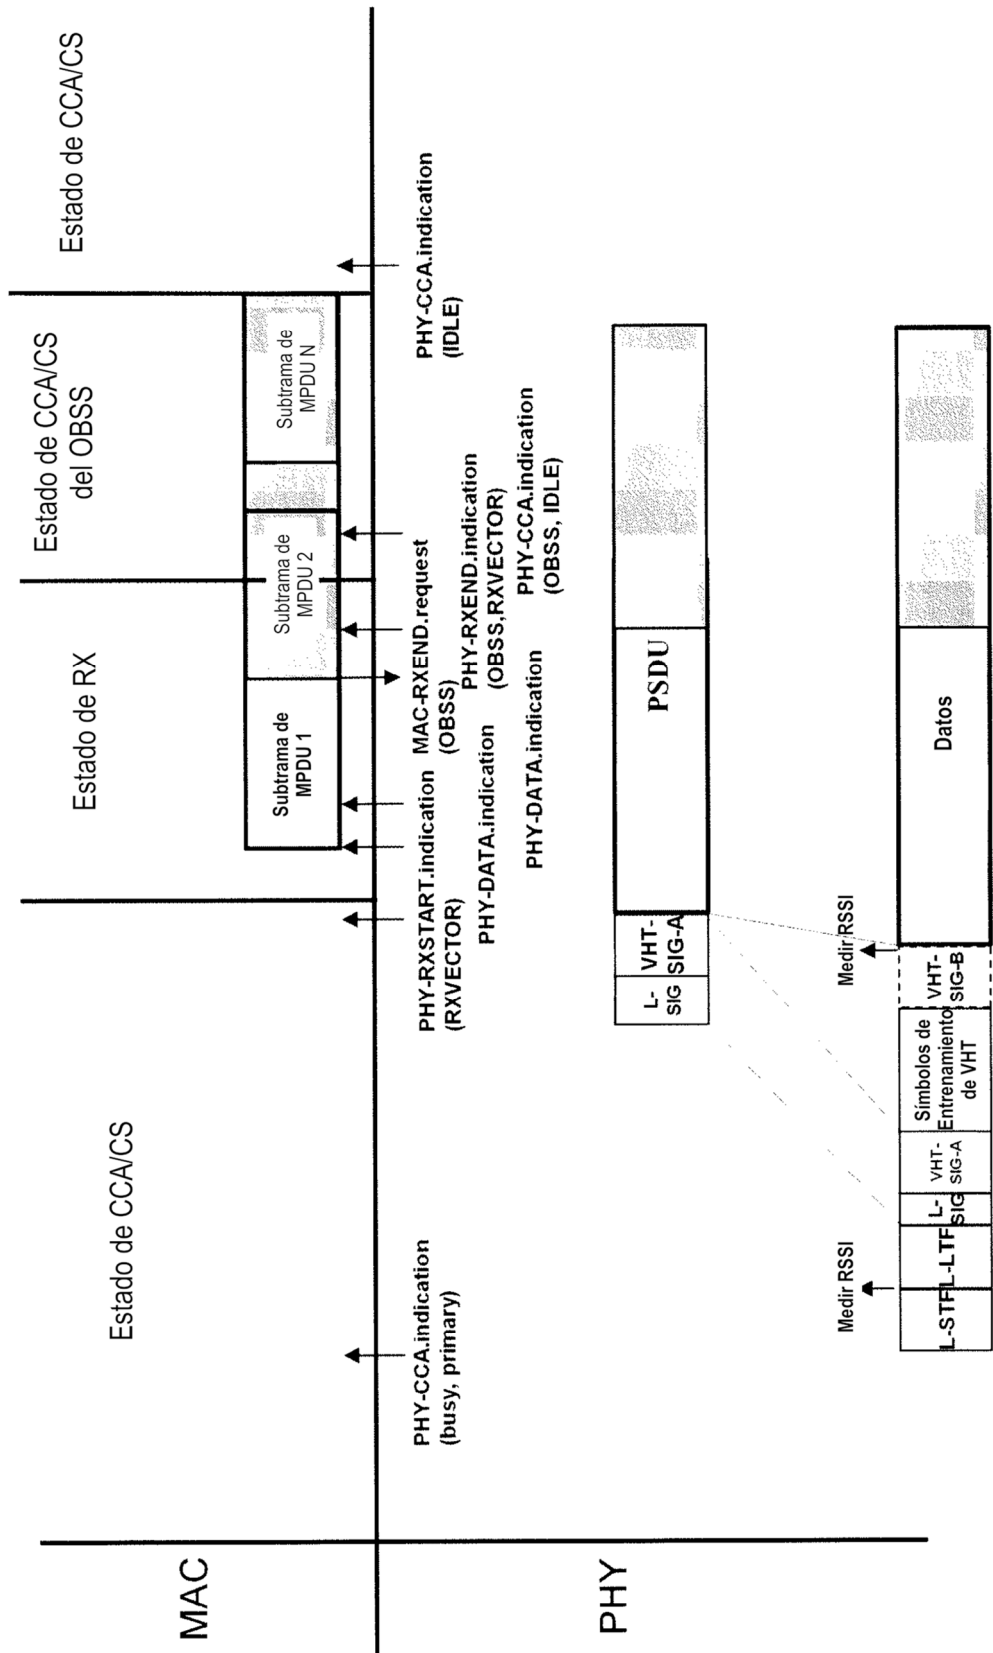 Estado de CCA/CS
Estado de RX
Estado de CCA/CS
del OBSS
Estado de CCA/CS
MAC
Subtrama de
MPDU 1
Subtrama de
MPDU 2
Subtrama de
MPDU N
PHY-CCA.indication
(busy, primary)
PHY-RXSTART.indication
(RXVECTOR)
PHY-DATA.indication
PHY-DATA.indication
MAC-RXEND.request
(OBSS)
PHY-RXEND.indication
(OBSS,RXVECTOR)
PHY-CCA.indication
(OBSS, IDLE)
PHY-CCA.indication
(IDLE)
PHY
L-
SIG
VHT-
SIG-A
PSDU
Medir RSSI
Medir RSSI
L-STF
L-LTF
L-
SIG
VHT-
SIG-A
Símbolos de
Entrenamiento
de VHT
VHT-
SIG-B
Datos